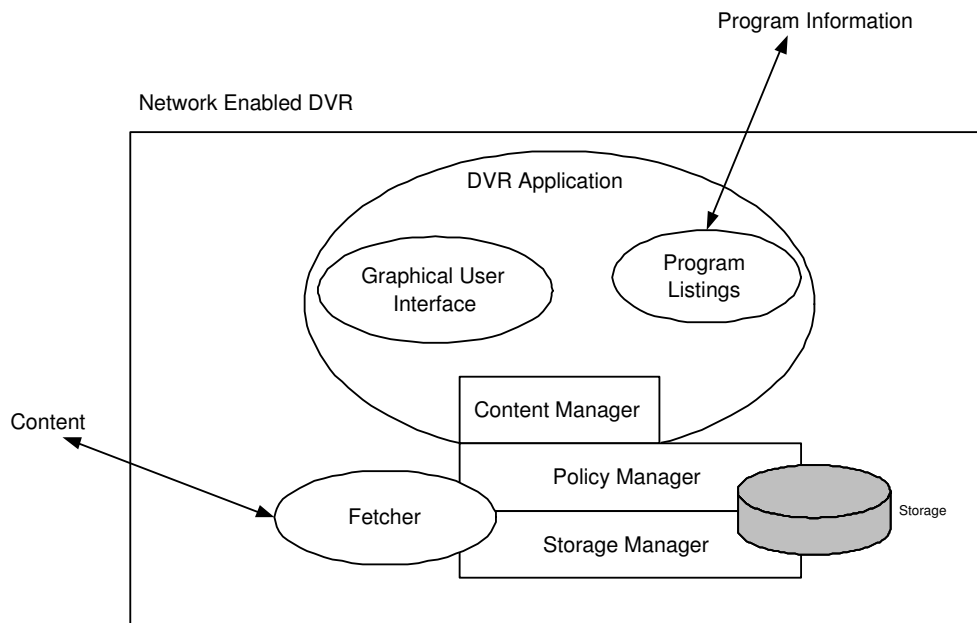 Program Information
Network Enabled DVR
DVR Application
Graphical User
Interface
Program
Listings
Content Manager
Content
Policy Manager
Fetcher
Storage
Storage Manager